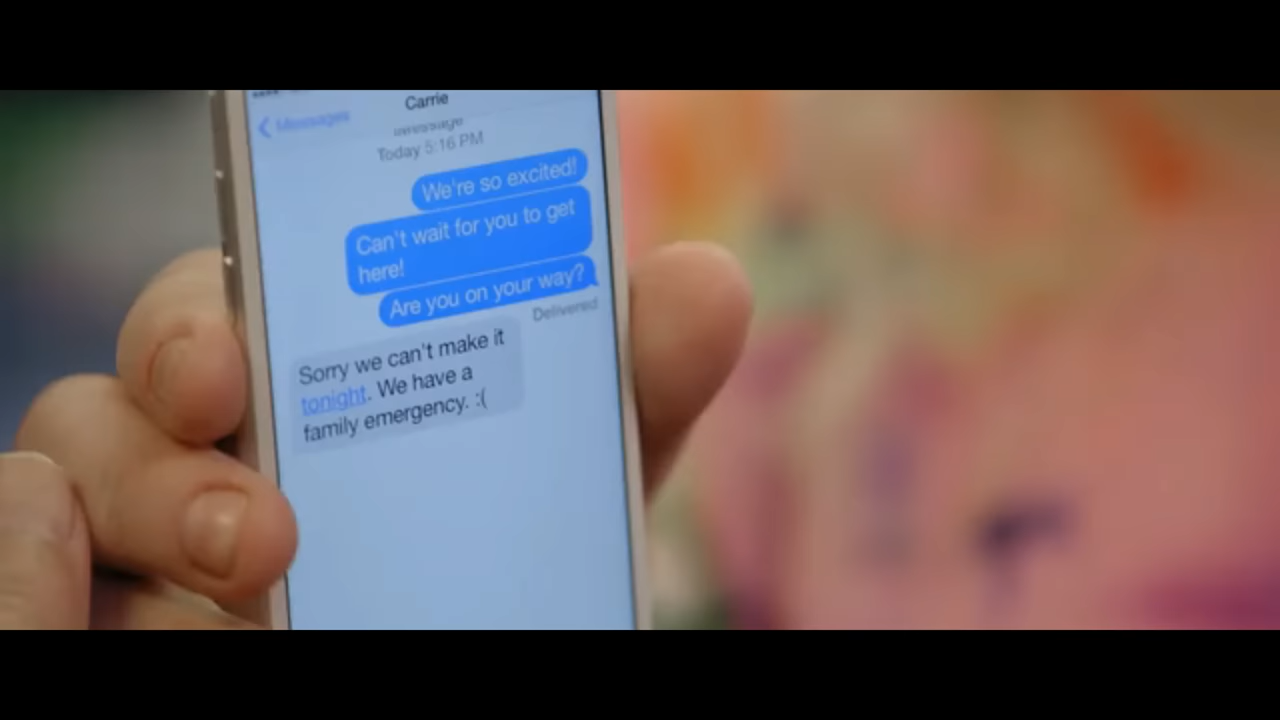 Carrie
Messages
iMessage
Today 5:16 PM
We're so excited!
Can't wait for you to get
here!
Are you on your way?
Delivered
Sorry we can't make it
tonight. We have a
family emergency. :(